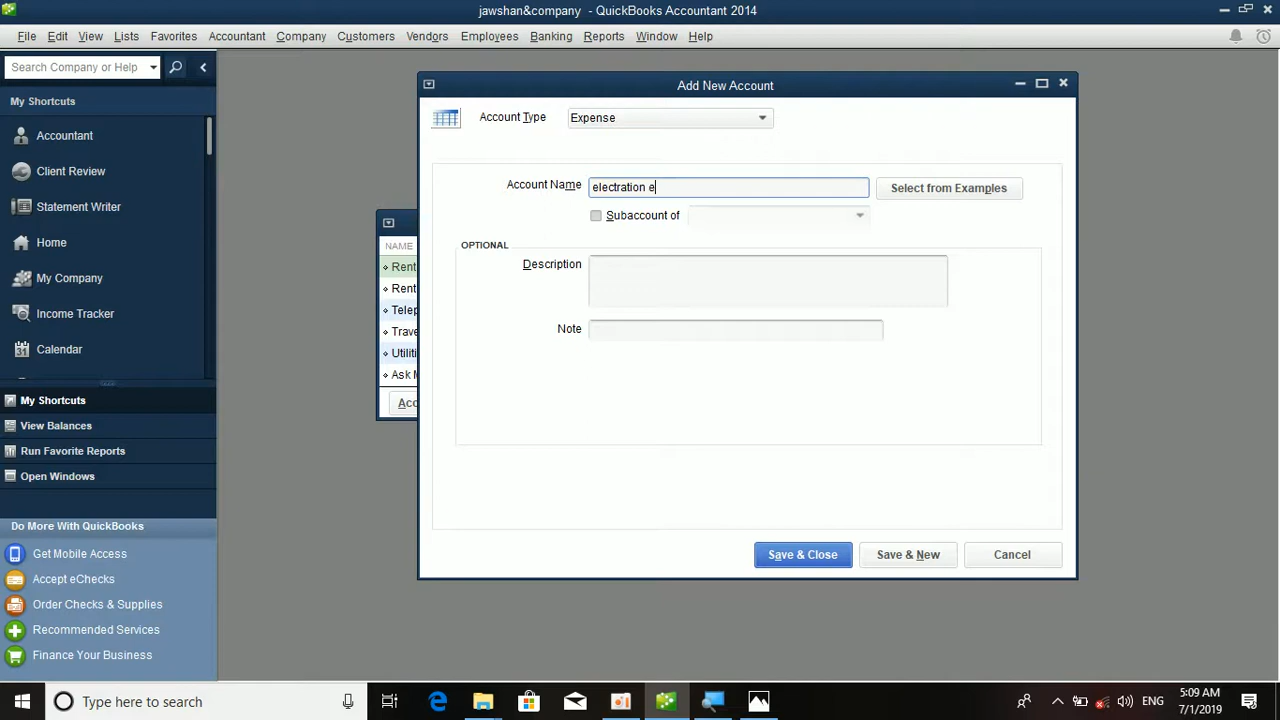 jawshan&company - QuickBooks Accountant 2014
File Edit View Lists Favorites Accountant Company Customers Vendors Employees Banking Reports Window Help
Search Company or Help
My Shortcuts
Accountant
Client Review
Statement Writer
Home
My Company
Income Tracker
Calendar
My Shortcuts
View Balances
Run Favorite Reports
Open Windows
Do More With QuickBooks
Get Mobile Access
Accept eChecks
Order Checks & Supplies
Recommended Services
Finance Your Business
NAME
Rent
Rent
Telep
Trave
Utiliti
Ask M
Acc
Add New Account
Account Type Expense
Account Name electration e Select from Examples
Subaccount of
OPTIONAL
Description
Note
Save & Close Save & New Cancel
Type here to search
ENG
5:09 AM
7/1/2019